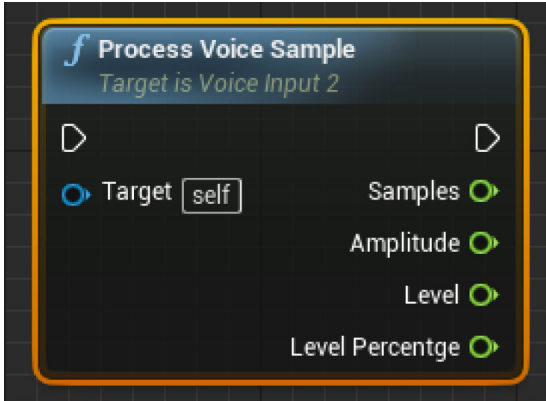 f Process Voice Sample
Target is Voice Input 2
Target self
Samples
Amplitude
Level
Level Percentge